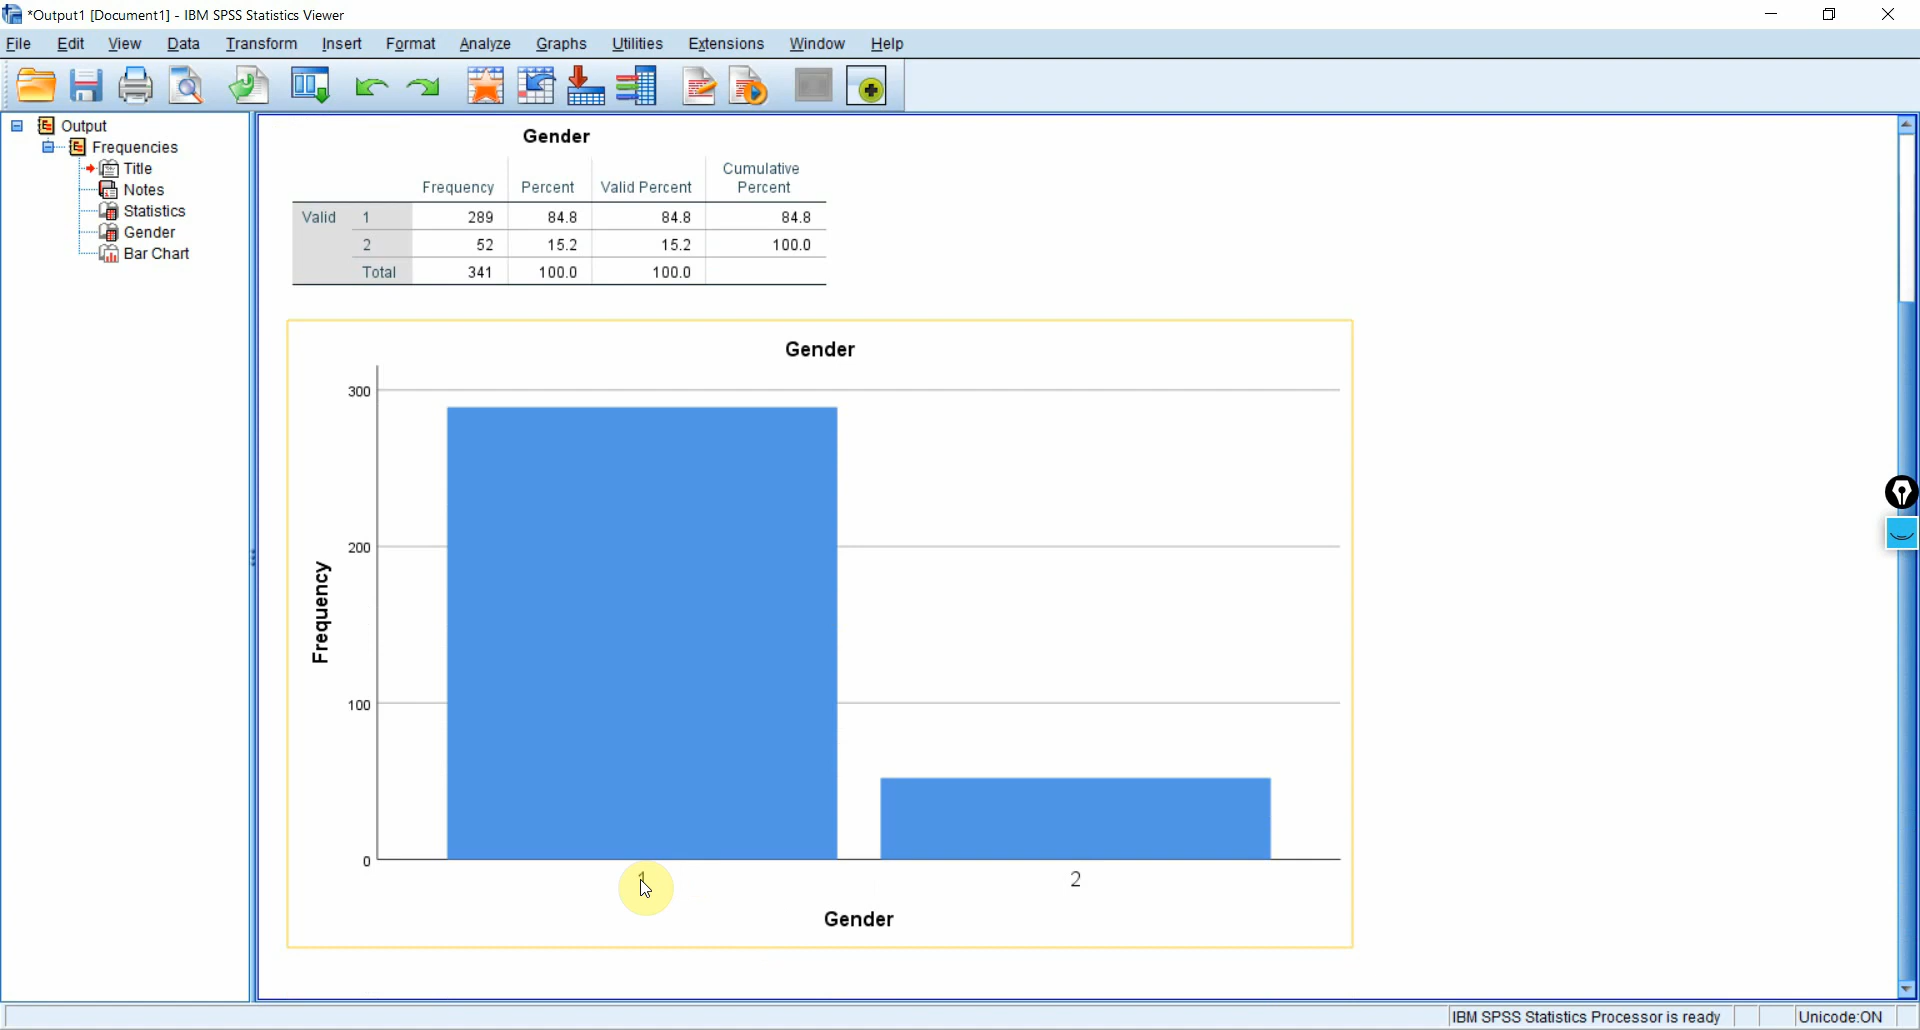 *Output1 [Document1] - IBM SPSS Statistics Viewer
File Edit View Data Transform Insert Format Analyze Graphs Utilities Extensions Window Help
Output
Frequencies
Title
Notes
Statistics
Gender
Bar Chart
Gender
Frequency Percent Valid Percent Cumulative Percent
Valid 1 289 84.8 84.8 84.8
2 52 15.2 15.2 100.0
Total 341 100.0 100.0
Gender
300
200
100
0
Frequency
1 2
Gender
IBM SPSS Statistics Processor is ready Unicode:ON